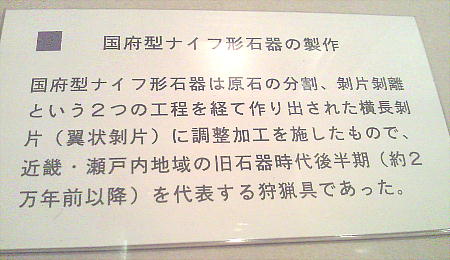 ■ 国府型ナイフ形石器の製作
国府型ナイフ形石器は原石の分割、剝片剝離
という2つの工程を経て作り出された横長剝
片（翼状剝片）に調整加工を施したもので、
近畿・瀬戸内地域の旧石器時代後半期（約2
万年前以降）を代表する狩猟具であった。